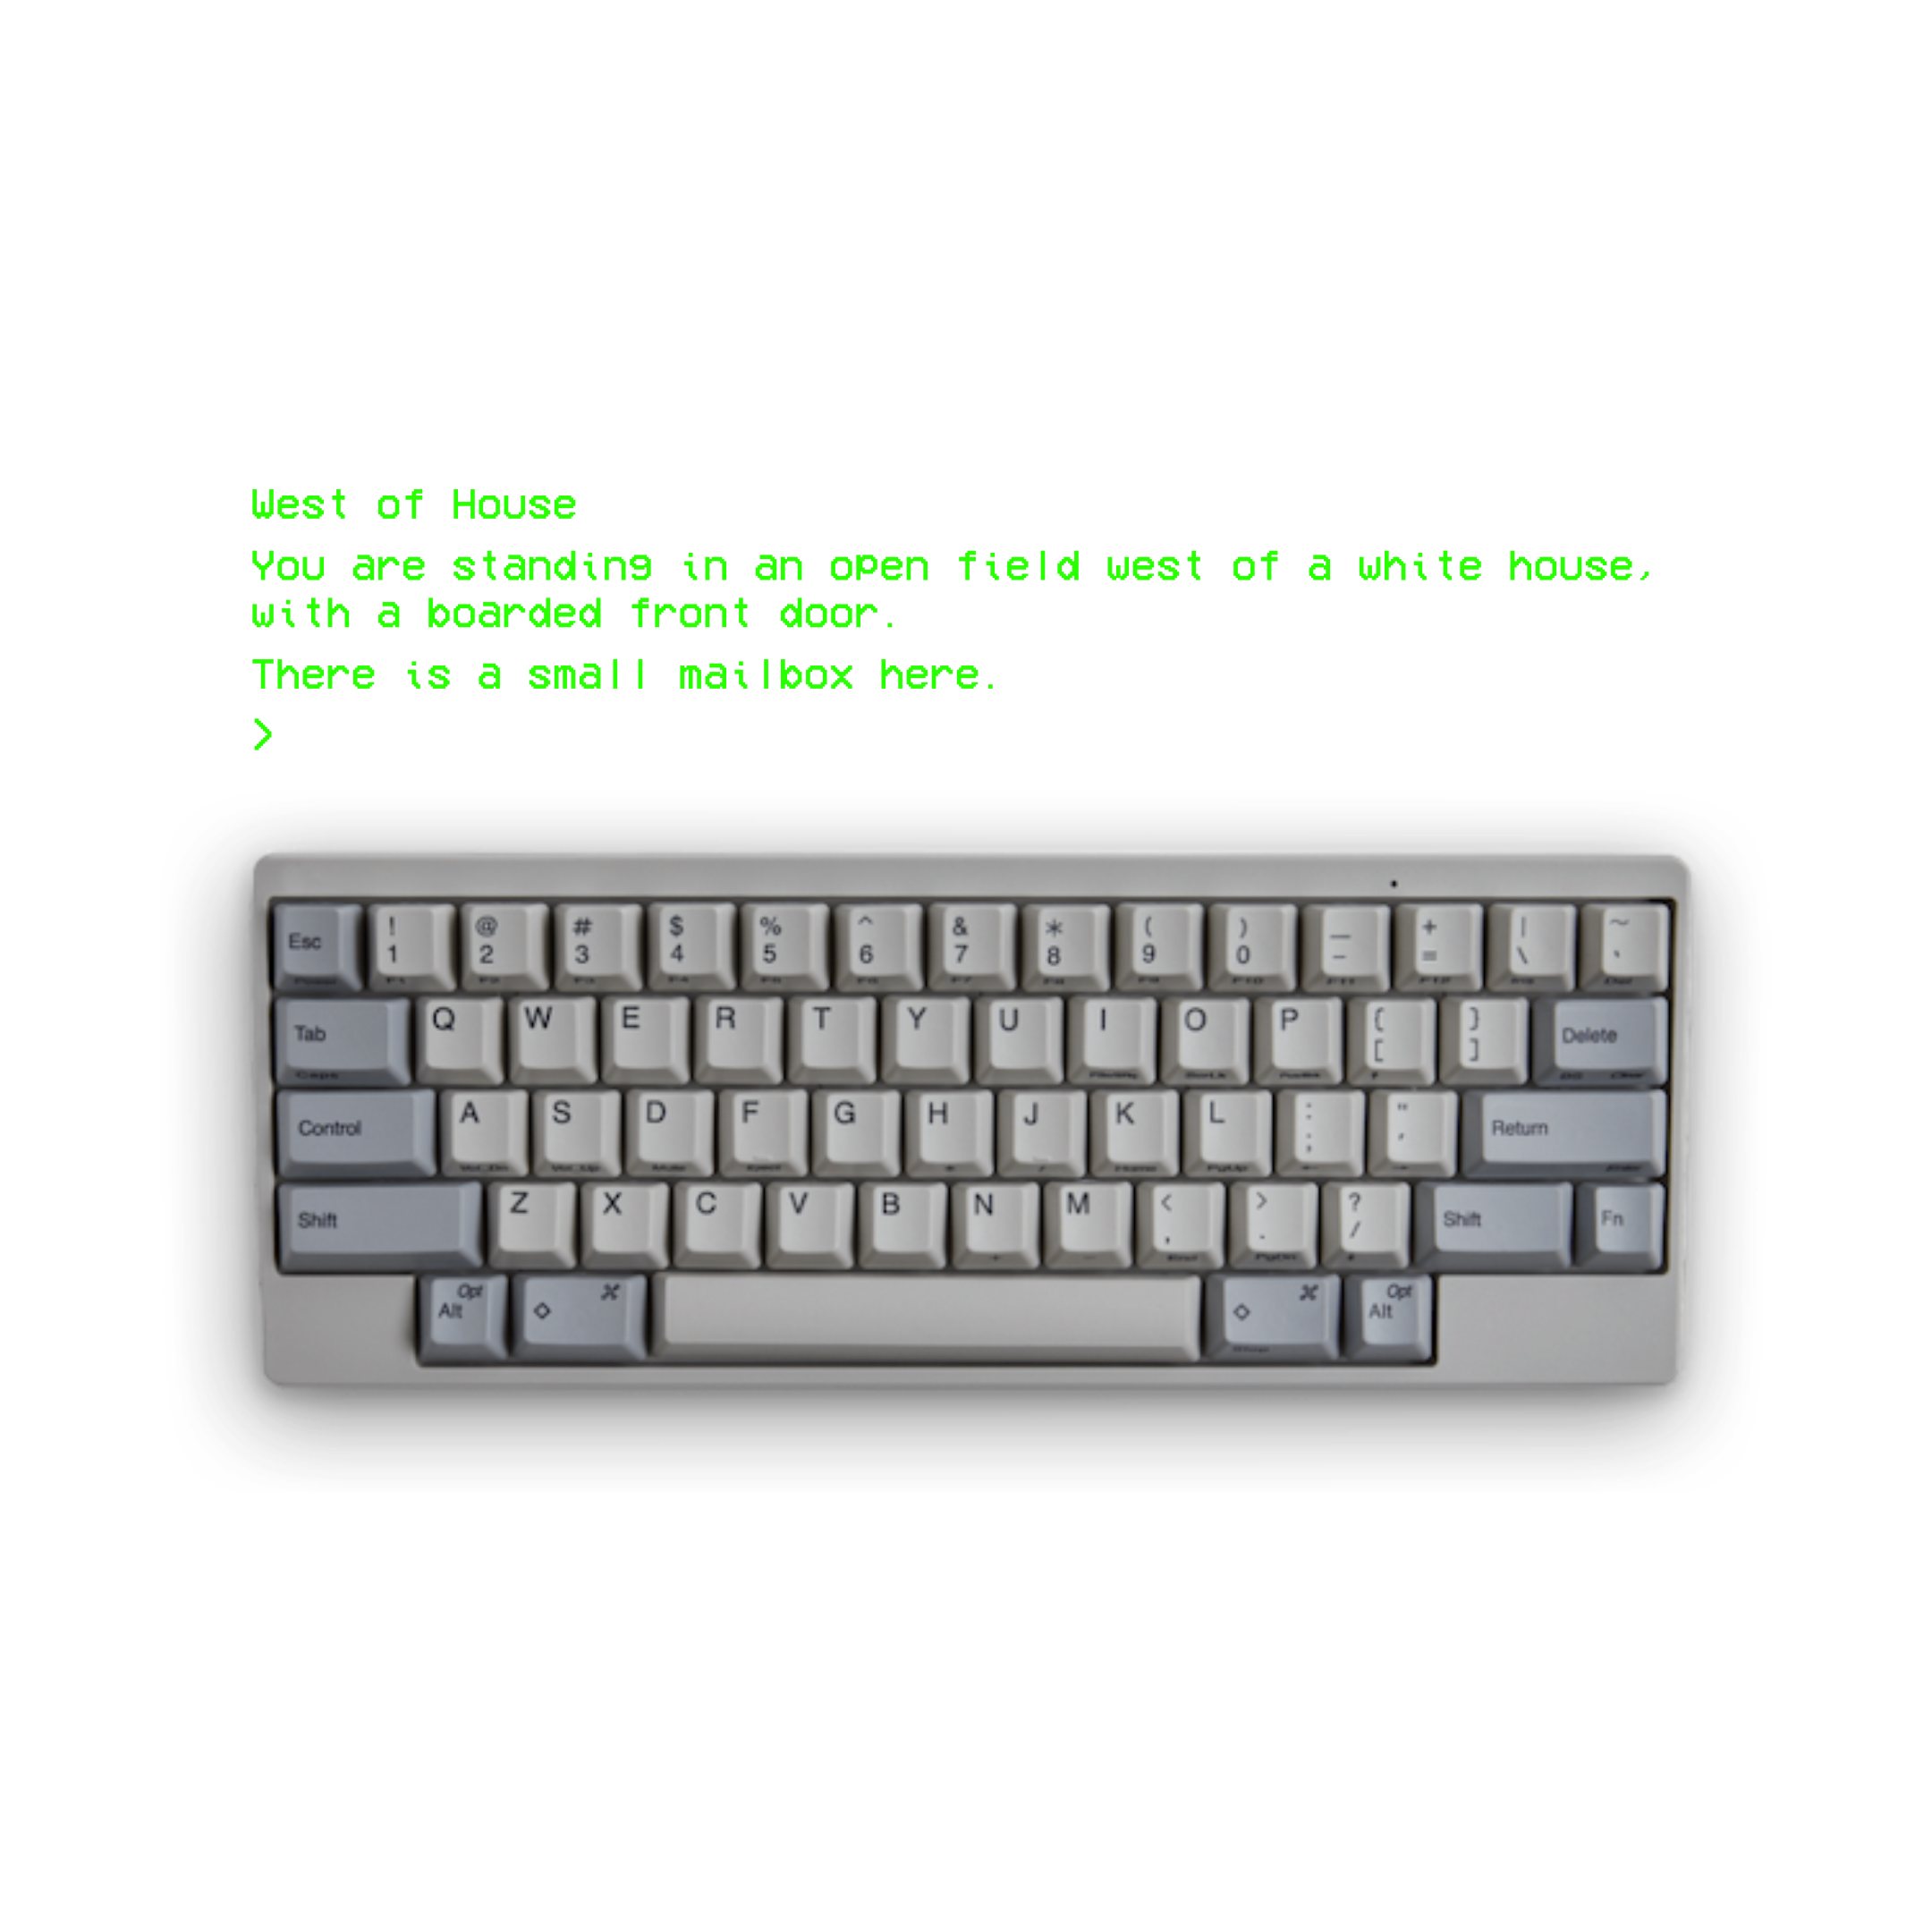 West of House
You are standing in an open field west of a white house,
with a boarded front door.
There is a small mailbox here.
>
Esc ! 1 @ 2 # 3 $ 4 % 5 ^ 6 & 7 * 8 ( 9 ) 0 — - + = | \ ~ `
Tab Q W E R T Y U I O P { [ } ] Delete
Control A S D F G H J K L : ; " ' Return
Shift Z X C V B N M < , > . ? / Shift Fn
Alt Opt ◇ ⌘ ◇ ⌘ Alt Opt